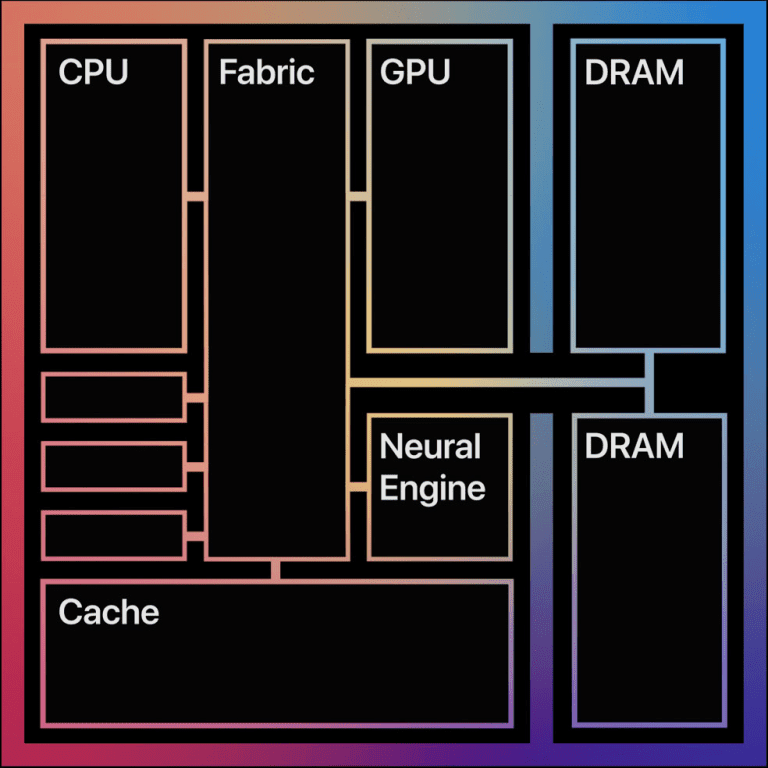 CPU
Fabric
GPU
DRAM
Neural
Engine
DRAM
Cache